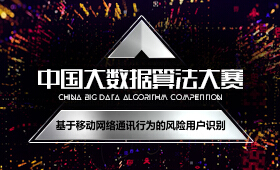 中国大数据算法大赛
CHINA BIG DATA ALGORITHM COMPETITION
基于移动网络通讯行为的风险用户识别